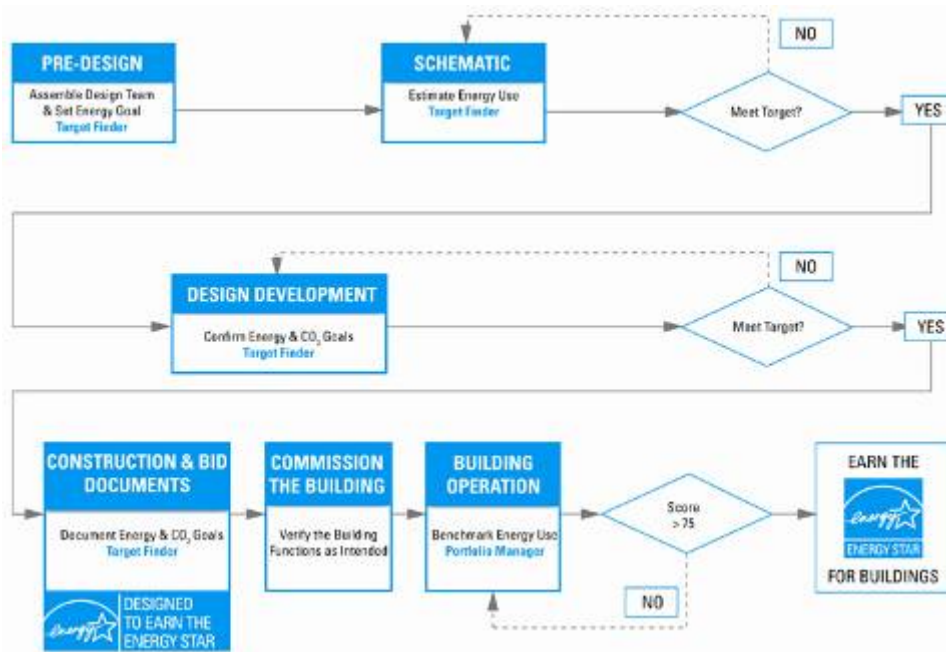 NO
PRE-DESIGN
Assemble Design Team
& Set Energy Goal
Target Finder
SCHEMATIC
Estimate Energy Use
Target Finder
Meet Target?
YES
NO
DESIGN DEVELOPMENT
Confirm Energy & CO₂ Goals
Target Finder
Meet Target?
YES
CONSTRUCTION & BID
DOCUMENTS
Document Energy & CO₂ Goals
Target Finder
energy
DESIGNED
TO EARN THE
ENERGY STAR
COMMISSION
THE BUILDING
Verify the Building
Functions as Intended
BUILDING
OPERATION
Benchmark Energy Use
Portfolio Manager
Score
> 75
NO
EARN THE
energy
ENERGY STAR
FOR BUILDINGS